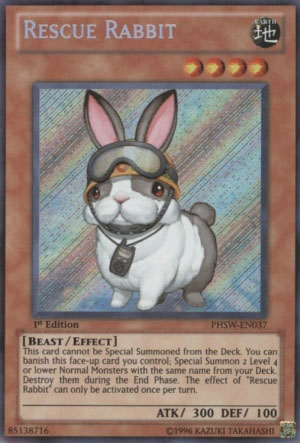 RESCUE RABBIT
EARTH
地
1st Edition
PHSW-EN037
[BEAST/EFFECT]
This card cannot be Special Summoned from the Deck. You can
banish this face-up card you control; Special Summon 2 Level 4
or lower Normal Monsters with the same name from your Deck.
Destroy them during the End Phase. The effect of "Rescue
Rabbit" can only be activated once per turn.
ATK/ 300 DEF/ 100
85138716
©1996 KAZUKI TAKAHASHI